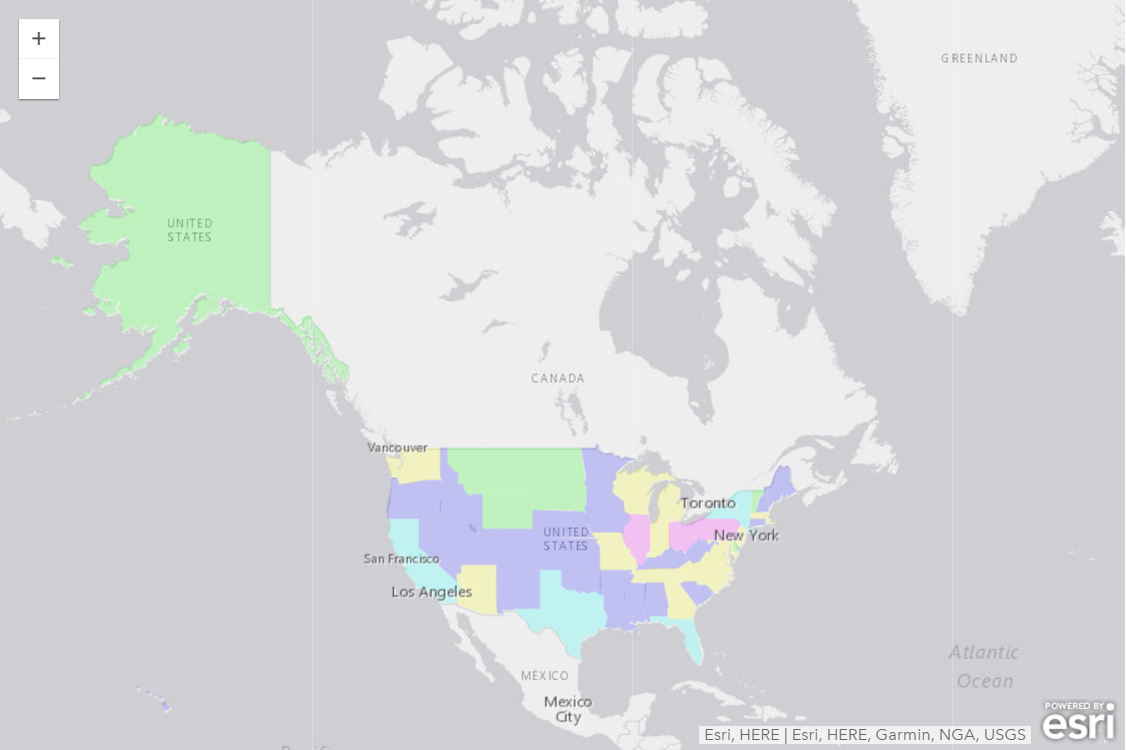 +
−
GREENLAND
UNITED
STATES
CANADA
Vancouver
Toronto
New York
UNITED
STATES
San Francisco
Los Angeles
MÉXICO
Mexico
City
Atlantic
Ocean
POWERED BY
esri
Esri, HERE | Esri, HERE, Garmin, NGA, USGS